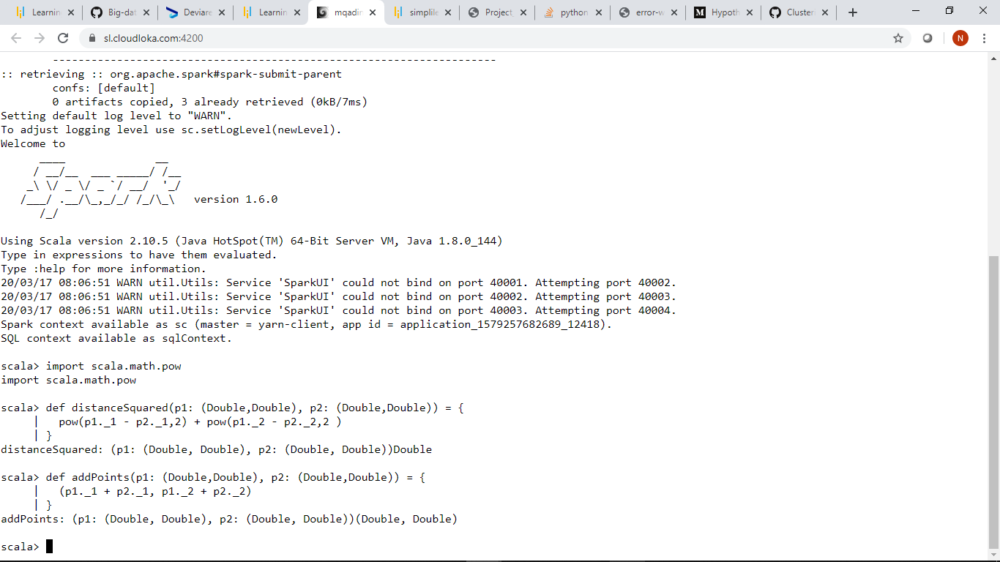 Learnin
Big-dat
Deviare
Learnin
mqadin
simplile
Project_
python
error-w
Hypoth
Cluster
sl.cloudloka.com:4200
N
---------------------------------------------------------------------
:: retrieving :: org.apache.spark#spark-submit-parent
confs: [default]
0 artifacts copied, 3 already retrieved (0kB/7ms)
Setting default log level to "WARN".
To adjust logging level use sc.setLogLevel(newLevel).
Welcome to
      ____              __
     / __/__  ___ _____/ /__
    _\ \/ _ \/ _ `/ __/  '_/
   /___/ .__/\_,_/_/ /_/\_\   version 1.6.0
      /_/
Using Scala version 2.10.5 (Java HotSpot(TM) 64-Bit Server VM, Java 1.8.0_144)
Type in expressions to have them evaluated.
Type :help for more information.
20/03/17 08:06:51 WARN util.Utils: Service 'SparkUI' could not bind on port 40001. Attempting port 40002.
20/03/17 08:06:51 WARN util.Utils: Service 'SparkUI' could not bind on port 40002. Attempting port 40003.
20/03/17 08:06:51 WARN util.Utils: Service 'SparkUI' could not bind on port 40003. Attempting port 40004.
Spark context available as sc (master = yarn-client, app id = application_1579257682689_12418).
SQL context available as sqlContext.
scala> import scala.math.pow
import scala.math.pow
scala> def distanceSquared(p1: (Double,Double), p2: (Double,Double)) = {
     |   pow(p1._1 - p2._1,2) + pow(p1._2 - p2._2,2 )
     | }
distanceSquared: (p1: (Double, Double), p2: (Double, Double))Double
scala> def addPoints(p1: (Double,Double), p2: (Double,Double)) = {
     |   (p1._1 + p2._1, p1._2 + p2._2)
     | }
addPoints: (p1: (Double, Double), p2: (Double, Double))(Double, Double)
scala>